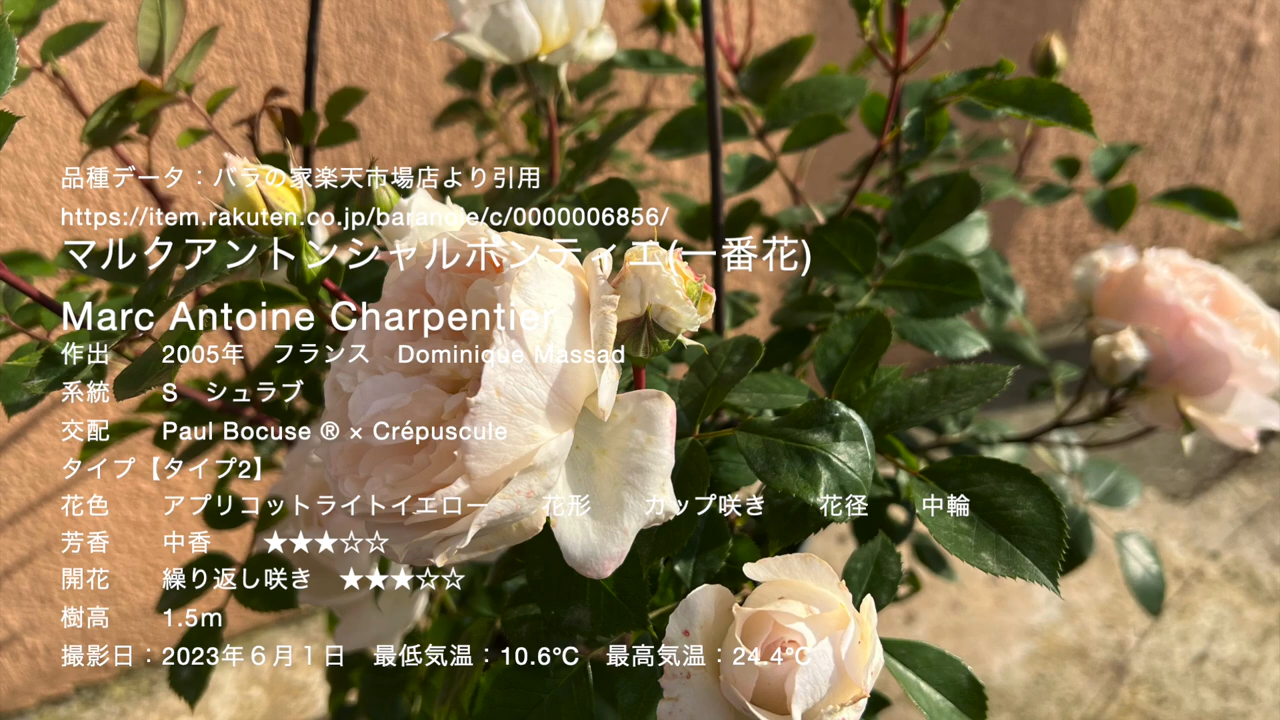 品種データ：バラの家楽天市場店より引用
https://item.rakuten.co.jp/baranoie/c/0000006856/
マルクアントンシャルボンティエ(一番花)
Marc Antoine Charpentier
作出　2005年　フランス　Dominique Massad
系統　S　シュラブ
交配　Paul Bocuse ® × Crépuscule
タイプ【タイプ2】
花色　アプリコットライトイエロー　花形　カップ咲き　花径　中輪
芳香　中香　★★★☆☆
開花　繰り返し咲き　★★★☆☆
樹高　1.5m
撮影日：2023年６月１日　最低気温：10.6℃　最高気温：24.4℃